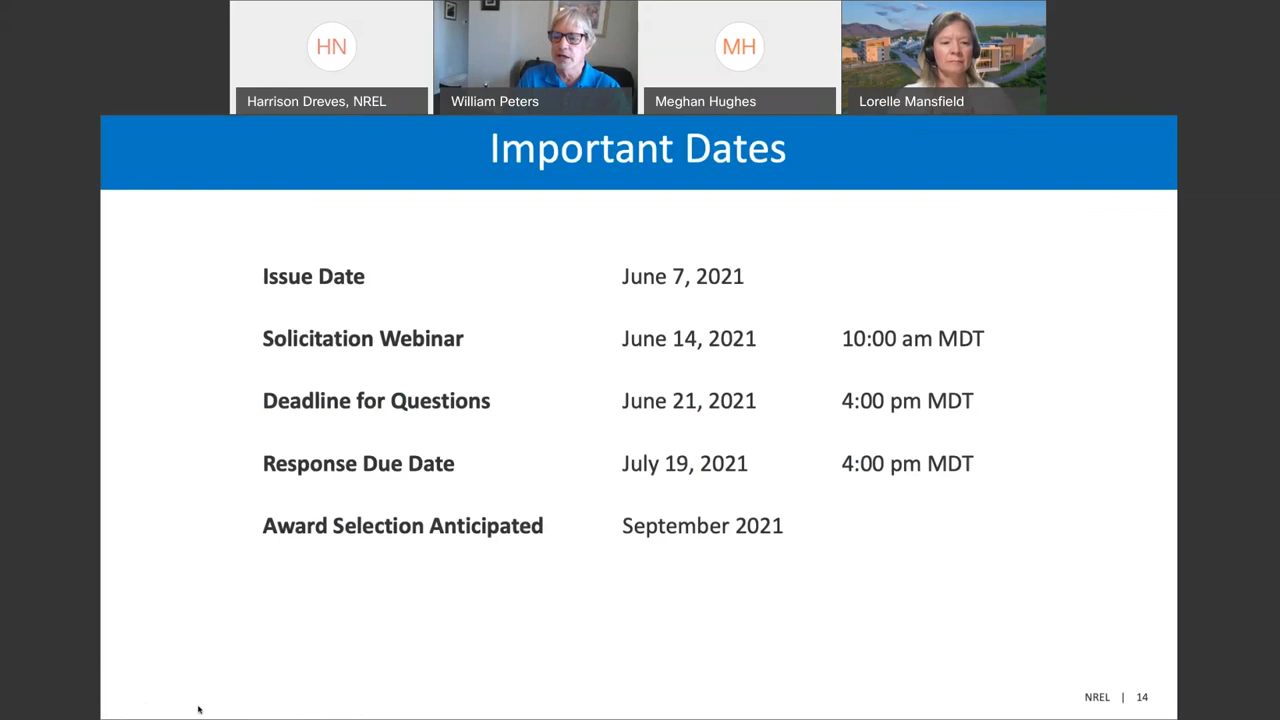 HN
MH
Harrison Dreves, NREL
William Peters
Meghan Hughes
Lorelle Mansfield
Important Dates
Issue Date June 7, 2021
Solicitation Webinar June 14, 2021 10:00 am MDT
Deadline for Questions June 21, 2021 4:00 pm MDT
Response Due Date July 19, 2021 4:00 pm MDT
Award Selection Anticipated September 2021
NREL | 14